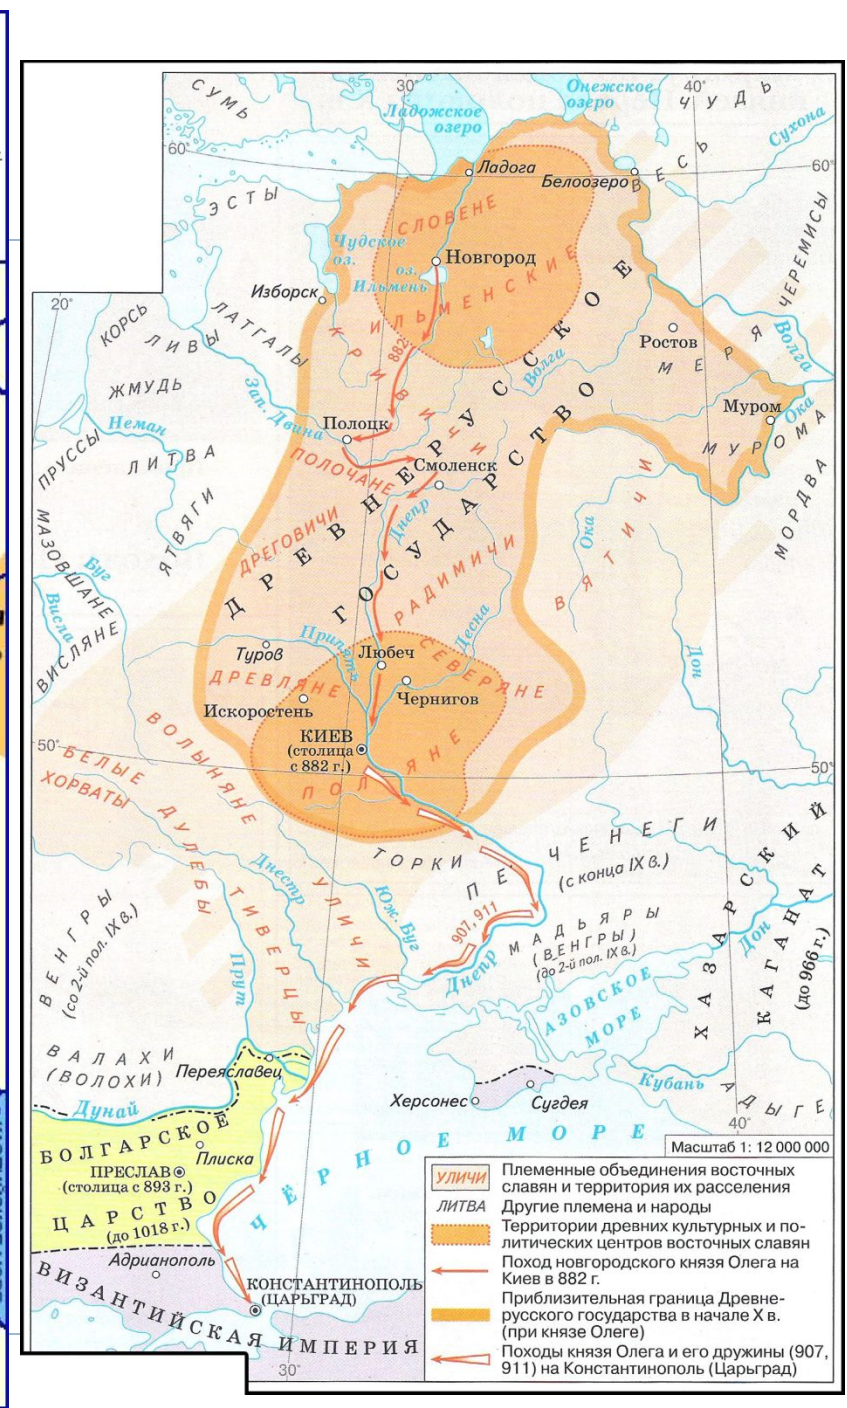 СУМЬ
30°
Онежское
озеро
40°
ЧУДЬ
Ладожское
озеро
Сухона
60°
Ладога
ВЕСЬ
60°
Белоозеро
ЭСТЫ
СЛОВЕНЕ
Чудское
оз.
Новгород
оз.
Ильмень
ИЛЬМЕНСКИЕ
ЧЕРЕМИСЫ
20°
Изборск
КОРСЬ
ЛАТГАЛЫ
ЛИВЫ
КРИВИЧИ
882
Ростов
МЕРЯ
Волга
Волга
ЖМУДЬ
Зап. Двина
Неман
Полоцк
Муром
Ока
МУРОМА
ПРУССЫ
ЛИТВА
ПОЛОЧАНЕ
Смоленск
МОРДВА
ДРЕВНЕРУССКОЕ
ГОСУДАРСТВО
МАЗОВШАНЕ
ЯТВЯГИ
ДРЕГОВИЧИ
Днепр
Ока
ВЯТИЧИ
РАДИМИЧИ
Буг
Висла
ВИСЛЯНЕ
Припять
Десна
Дон
Туров
Любеч
СЕВЕРЯНЕ
ДРЕВЛЯНЕ
Чернигов
Искоростень
КИЕВ
(столица
с 882 г.)
50°
50°
ВОЛЫНЯНЕ
БЕЛЫЕ
ХОРВАТЫ
ПОЛЯНЕ
ДУЛЕБЫ
ТОРКИ
ПЕЧЕНЕГИ
(с конца IX в.)
Днестр
УЛИЧИ
Юж. Буг
907, 911
МАДЬЯРЫ
(ВЕНГРЫ)
(до 2-й пол. IX в.)
ХАЗАРСКИЙ
КАГАНАТ
(до 966 г.)
Дон
ВЕНГРЫ
(со 2-й пол. IX в.)
ТИВЕРЦЫ
Прут
Днепр
АЗОВСКОЕ
МОРЕ
ВАЛАХИ
(ВОЛОХИ)
Переяславец
Кубань
АДЫГЕ
Дунай
Херсонес
Сугдея
40°
БОЛГАРСКОЕ
ЦАРСТВО
(до 1018 г.)
Плиска
ПРЕСЛАВ
(столица с 893 г.)
ЧЁРНОЕ МОРЕ
Адрианополь
КОНСТАНТИНОПОЛЬ
(ЦАРЬГРАД)
ВИЗАНТИЙСКАЯ ИМПЕРИЯ
30°
Масштаб 1: 12 000 000
УЛИЧИ
Племенные объединения восточных
славян и территория их расселения
ЛИТВА
Другие племена и народы
Территории древних культурных и по-
литических центров восточных славян
Поход новгородского князя Олега на
Киев в 882 г.
Приблизительная граница Древне-
русского государства в начале X в.
(при князе Олеге)
Походы князя Олега и его дружины (907,
911) на Константинополь (Царьград)